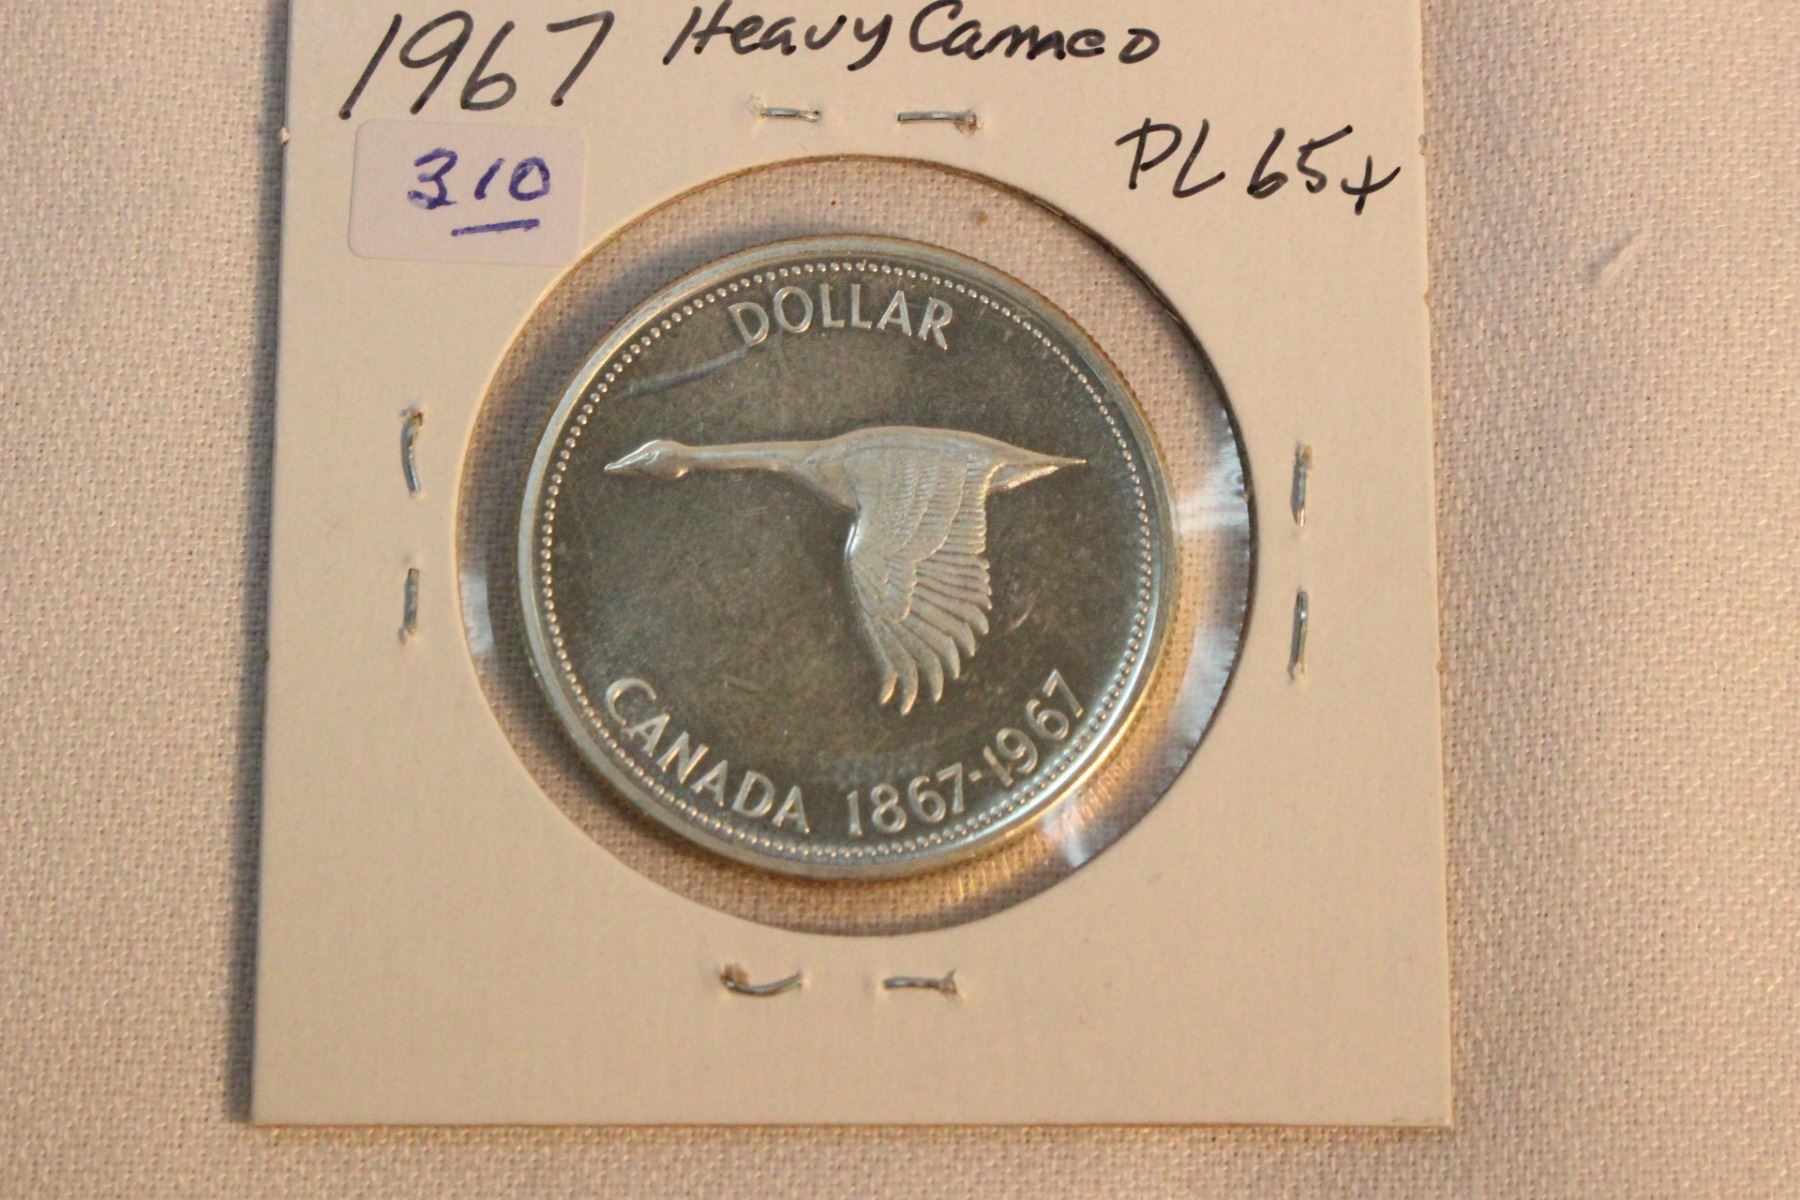 1967 Heavy Cameo
PL 65+
310
DOLLAR
CANADA 1867-1967